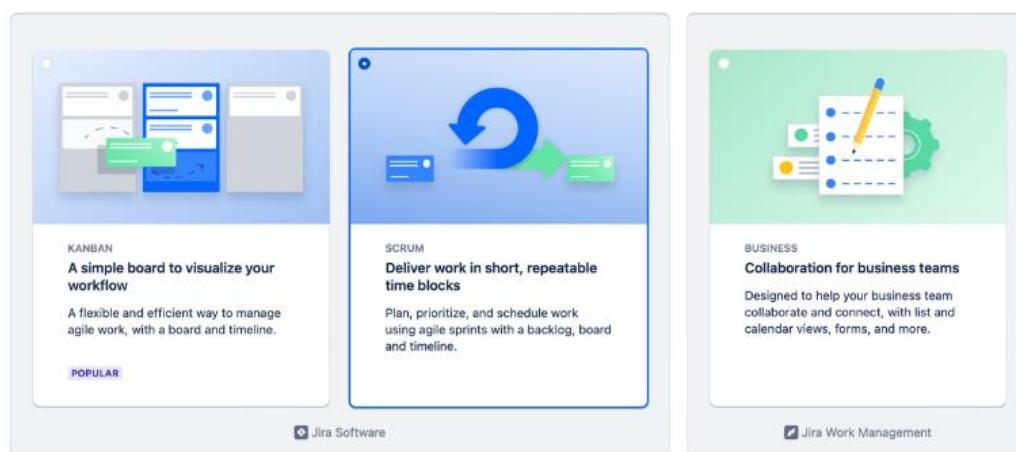 KANBAN
A simple board to visualize your
workflow
A flexible and efficient way to manage
agile work, with a board and timeline.
POPULAR
SCRUM
Deliver work in short, repeatable
time blocks
Plan, prioritize, and schedule work
using agile sprints with a backlog, board
and timeline.
Jira Software
BUSINESS
Collaboration for business teams
Designed to help your business team
collaborate and connect, with list and
calendar views, forms, and more.
Jira Work Management